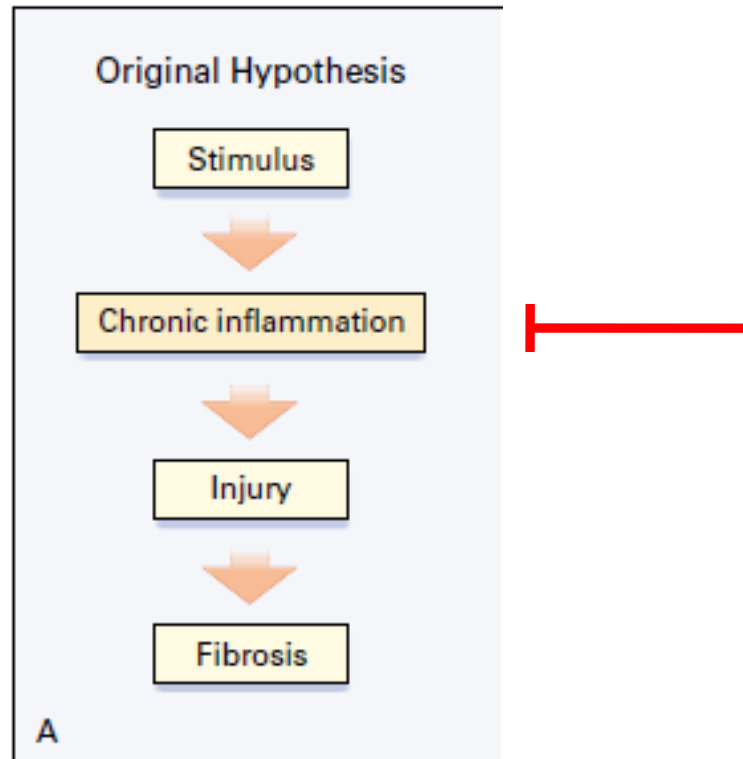 Original Hypothesis
Stimulus
Chronic inflammation
Injury
Fibrosis
A